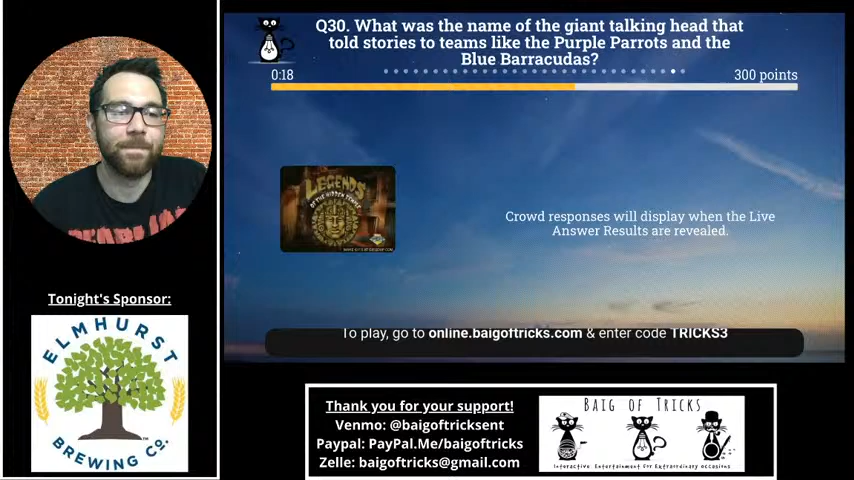 Q30. What was the name of the giant talking head that
told stories to teams like the Purple Parrots and the
Blue Barracudas?
0:18
300 points
LEGENDS
OF THE HIDDEN TEMPLE
Crowd responses will display when the Live
Answer Results are revealed.
To play, go to online.baigoftricks.com & enter code TRICKS3
Tonight's Sponsor:
ELMHURST
BREWING CO.
Thank you for your support!
Venmo: @baigoftricksent
Paypal: PayPal.Me/baigoftricks
Zelle: baigoftricks@gmail.com
BAIG OF TRICKS
Interactive Entertainment for Extraordinary Occasions